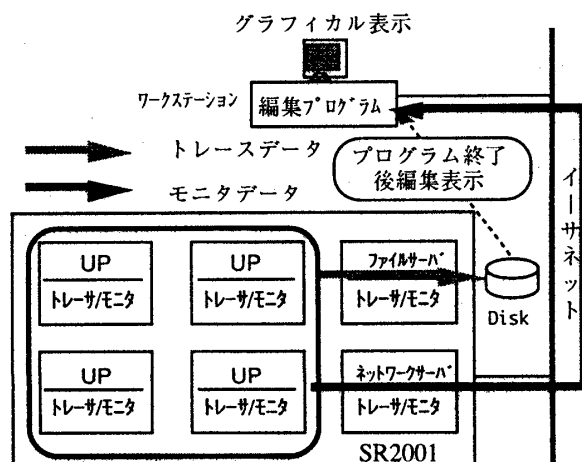 グラフィカル表示
ワークステーション
編集プログラム
トレースデータ
モニタデータ
プログラム終了
後編集表示
イーサネット
UP
トレーサ/モニタ
UP
トレーサ/モニタ
ファイルサーバ
トレーサ/モニタ
Disk
UP
トレーサ/モニタ
UP
トレーサ/モニタ
ネットワークサーバ
トレーサ/モニタ
SR2001